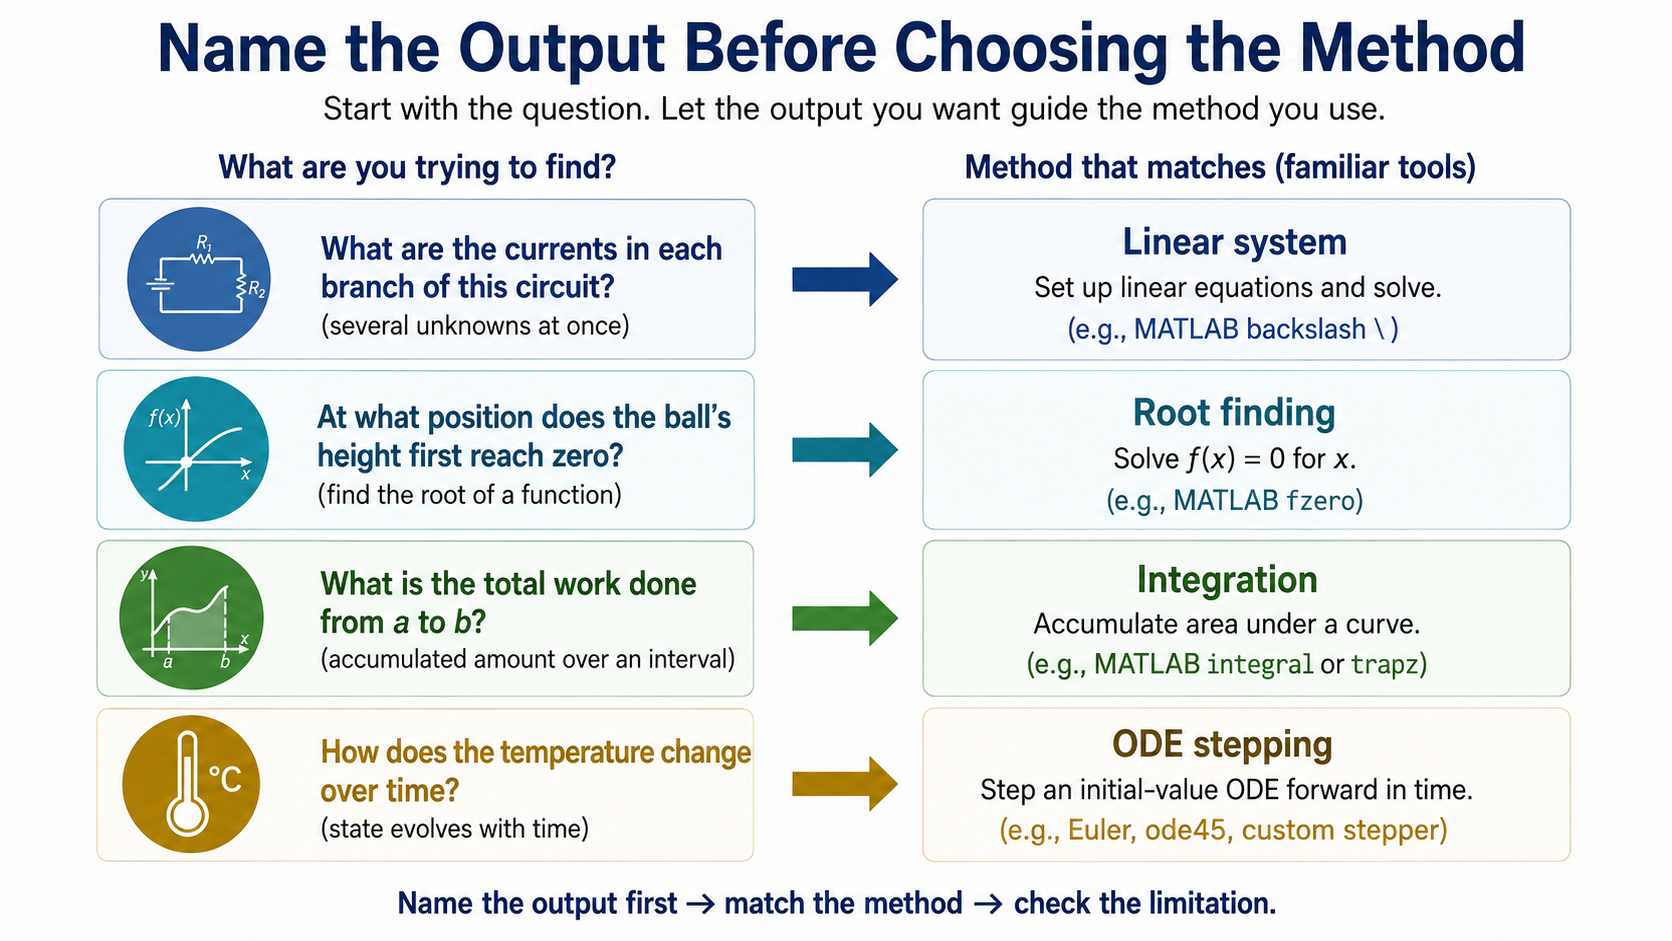 Name the Output Before Choosing the Method
Start with the question. Let the output you want guide the method you use.
What are you trying to find?
Method that matches (familiar tools)
R1
R2
What are the currents in each
branch of this circuit?
(several unknowns at once)
Linear system
Set up linear equations and solve.
(e.g., MATLAB backslash \ )
f(x)
x
At what position does the ball's
height first reach zero?
(find the root of a function)
Root finding
Solve f(x) = 0 for x.
(e.g., MATLAB fzero)
y
x
a b
What is the total work done
from a to b?
(accumulated amount over an interval)
Integration
Accumulate area under a curve.
(e.g., MATLAB integral or trapz)
°C
How does the temperature change
over time?
(state evolves with time)
ODE stepping
Step an initial-value ODE forward in time.
(e.g., Euler, ode45, custom stepper)
Name the output first → match the method → check the limitation.